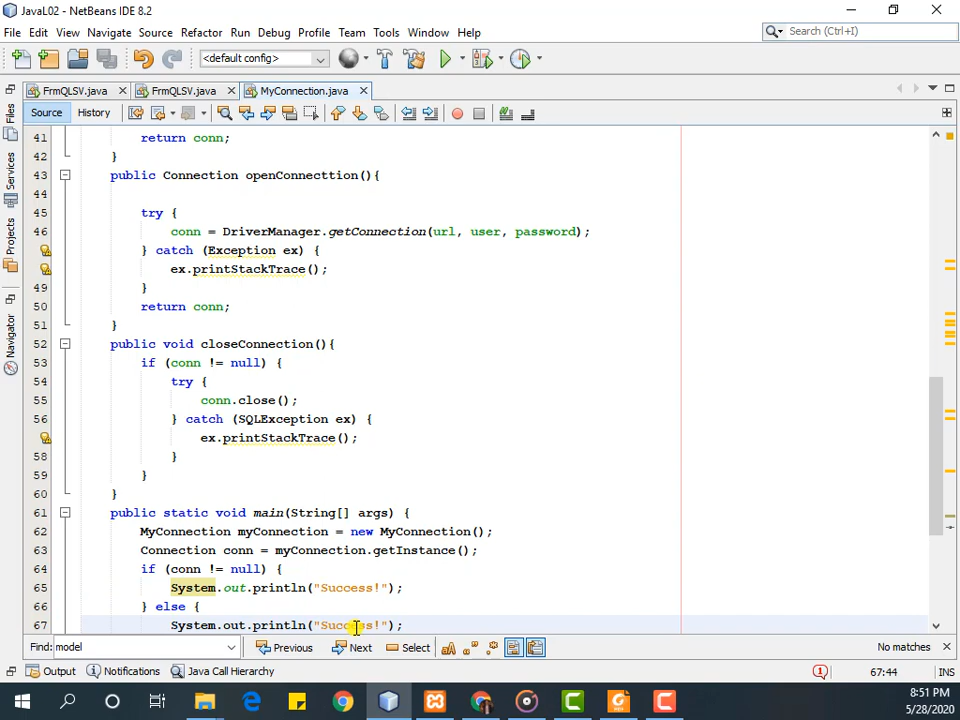 JavaL02 - NetBeans IDE 8.2
File Edit View Navigate Source Refactor Run Debug Profile Team Tools Window Help
Search (Ctrl+I)
<default config>
FrmQLSV.java
FrmQLSV.java
MyConnection.java
Source History
Files
Services
Projects
Navigator
41 return conn;
42 }
43 public Connection openConnecttion(){
44
45 try {
46 conn = DriverManager.getConnection(url, user, password);
} catch (Exception ex) {
ex.printStackTrace();
49 }
50 return conn;
51 }
52 public void closeConnection(){
53 if (conn != null) {
54 try {
55 conn.close();
56 } catch (SQLException ex) {
ex.printStackTrace();
58 }
59 }
60 }
61 public static void main(String[] args) {
62 MyConnection myConnection = new MyConnection();
63 Connection conn = myConnection.getInstance();
64 if (conn != null) {
65 System.out.println("Success!");
66 } else {
67 System.out.println("Success!");
Find: model Previous Next Select No matches
Output Notifications Java Call Hierarchy 67:44 INS
8:51 PM
5/28/2020